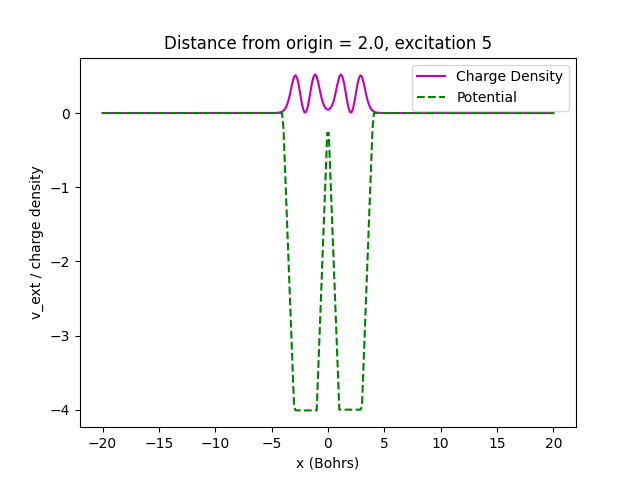 Distance from origin = 2.0, excitation 5
Charge Density
Potential
v_ext / charge density
0
−1
−2
−3
−4
−20
−15
−10
−5
0
5
10
15
20
x (Bohrs)